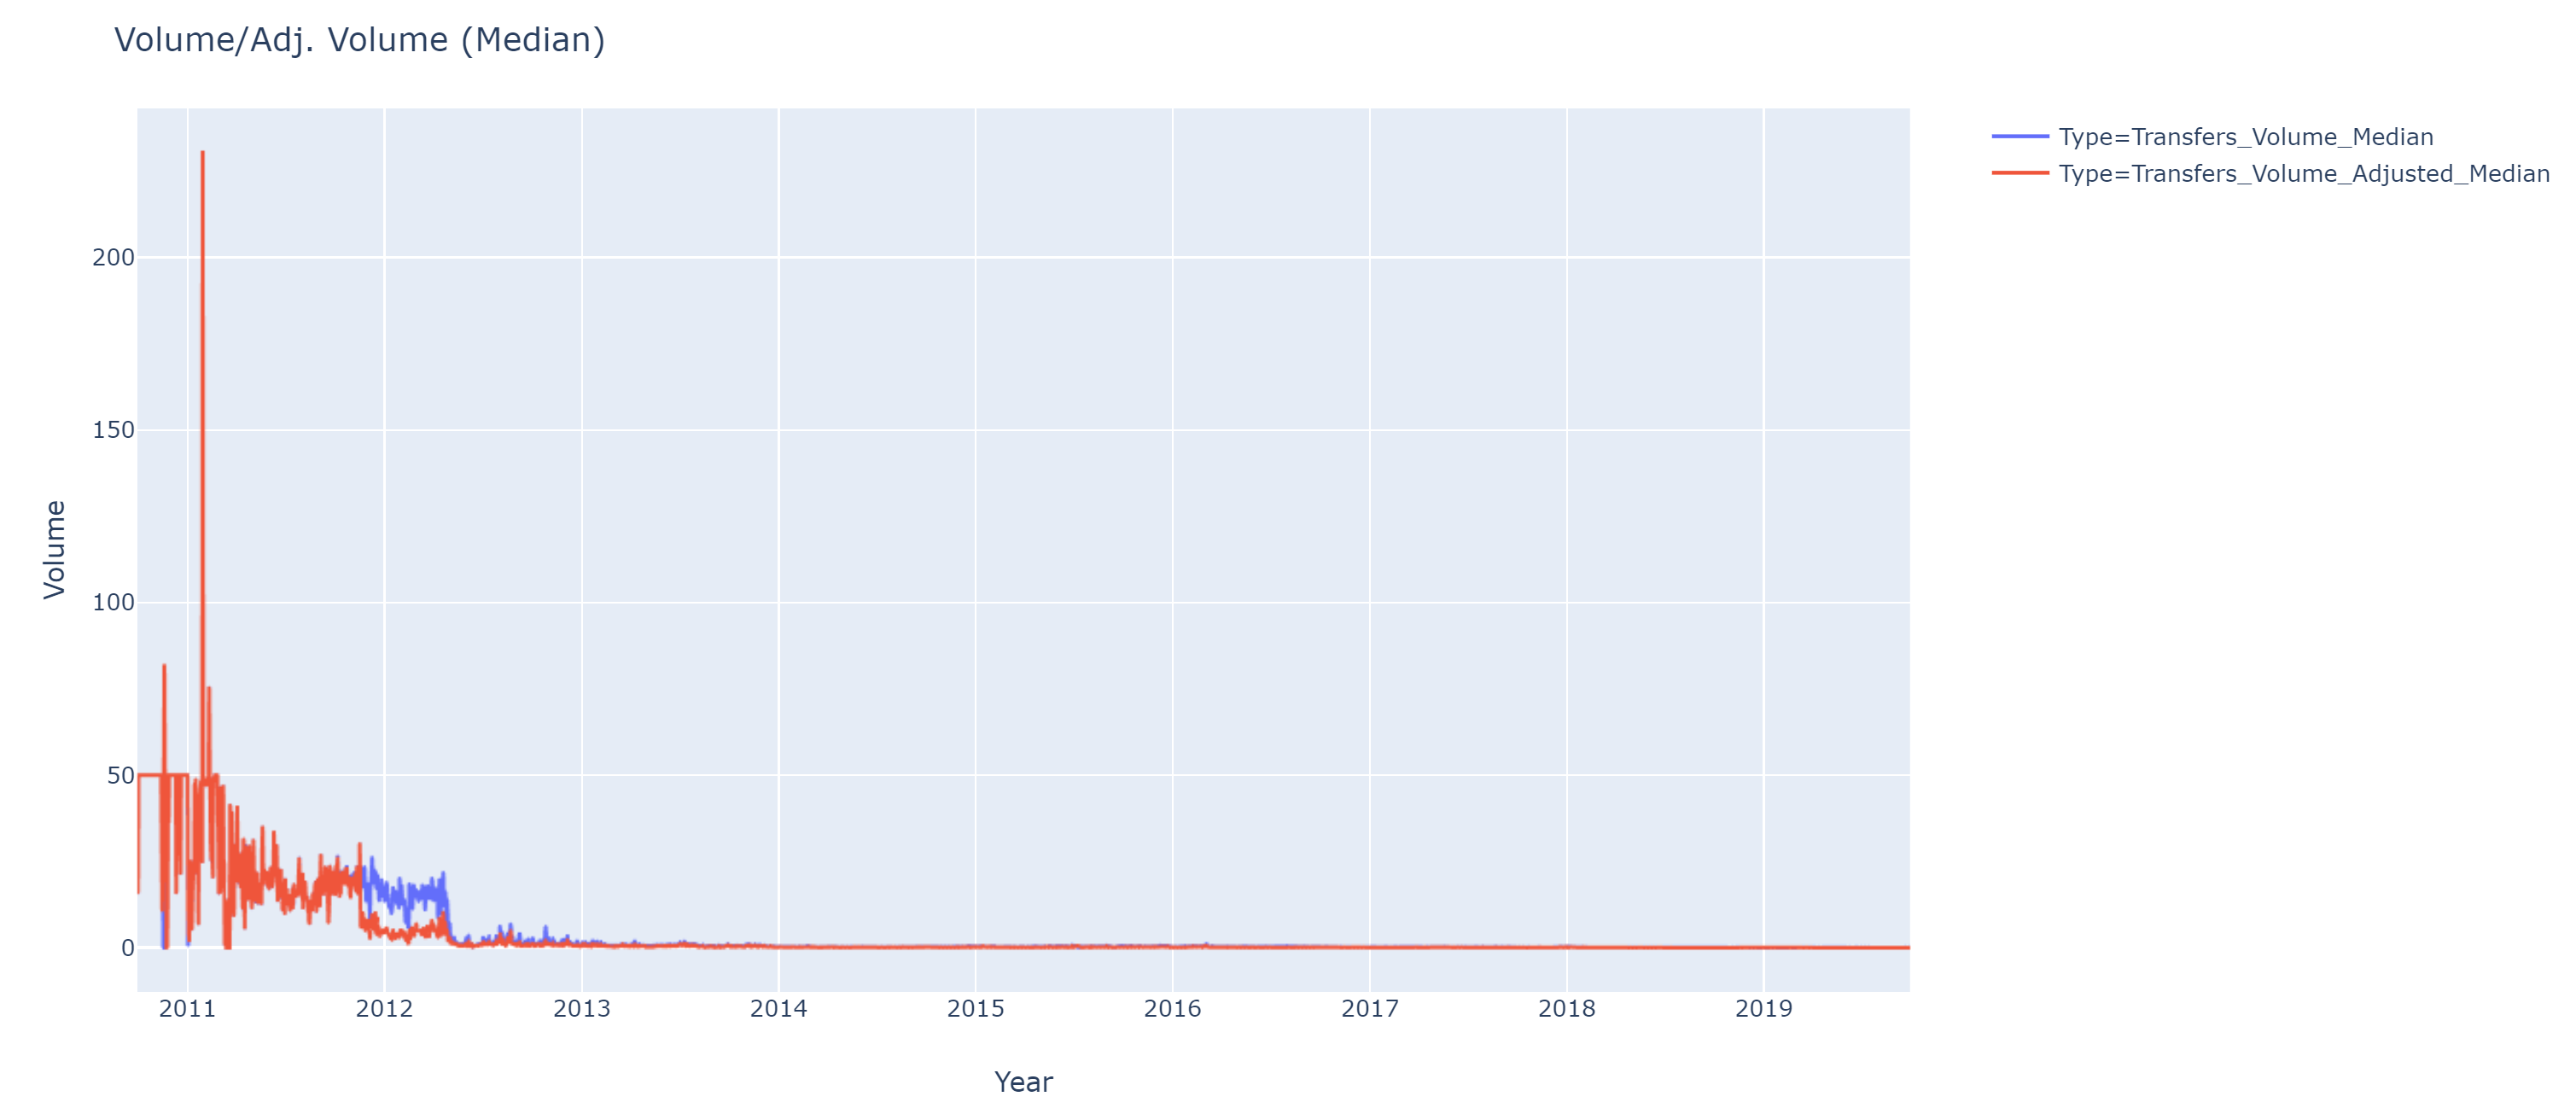 Volume/Adj. Volume (Median)
Type=Transfers_Volume_Median
Type=Transfers_Volume_Adjusted_Median
200
150
100
50
0
Volume
2011 2012 2013 2014 2015 2016 2017 2018 2019
Year